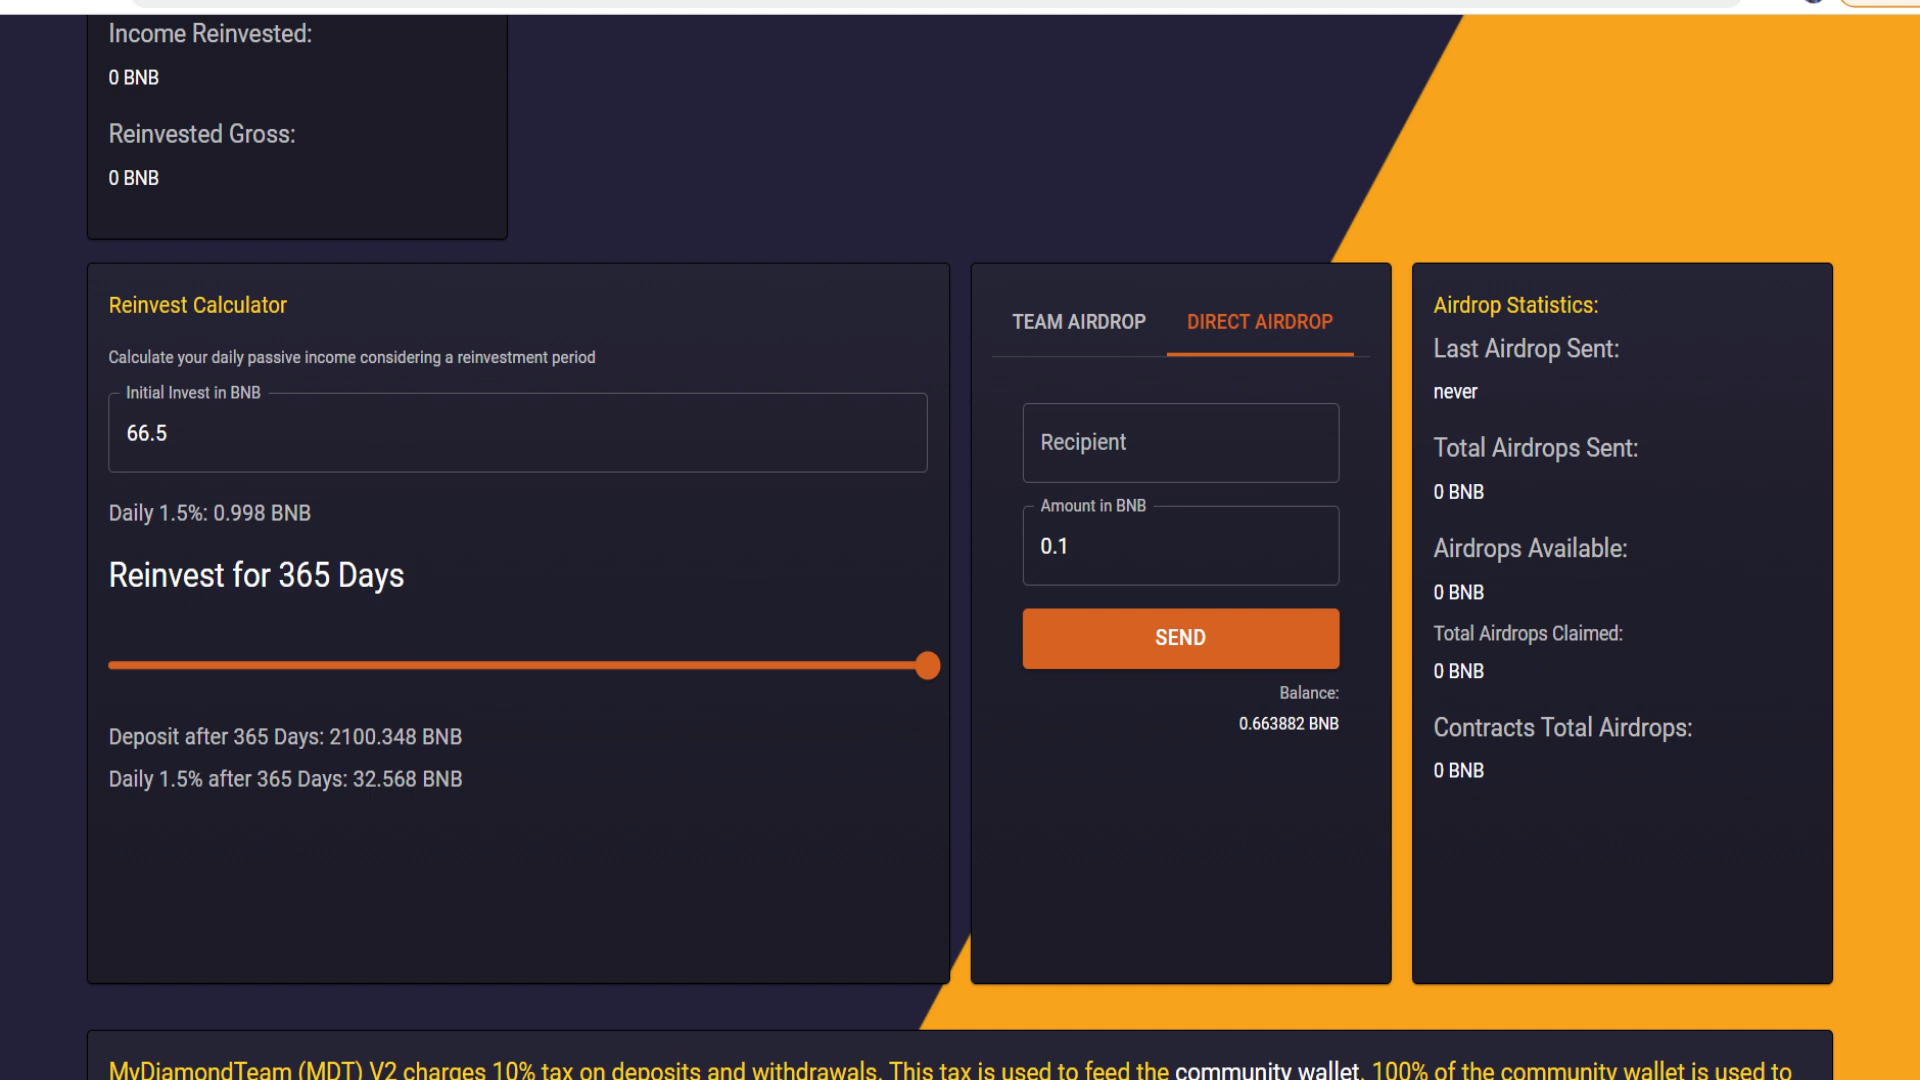 Income Reinvested:
0 BNB
Reinvested Gross:
0 BNB
Reinvest Calculator
Calculate your daily passive income considering a reinvestment period
Initial Invest in BNB
66.5
Daily 1.5%: 0.998 BNB
Reinvest for 365 Days
Deposit after 365 Days: 2100.348 BNB
Daily 1.5% after 365 Days: 32.568 BNB
TEAM AIRDROP
DIRECT AIRDROP
Recipient
Amount in BNB
0.1
SEND
Balance:
0.663882 BNB
Airdrop Statistics:
Last Airdrop Sent:
never
Total Airdrops Sent:
0 BNB
Airdrops Available:
0 BNB
Total Airdrops Claimed:
0 BNB
Contracts Total Airdrops:
0 BNB
MyDiamondTeam (MDT) V2 charges 10% tax on deposits and withdrawals. This tax is used to feed the community wallet. 100% of the community wallet is used to